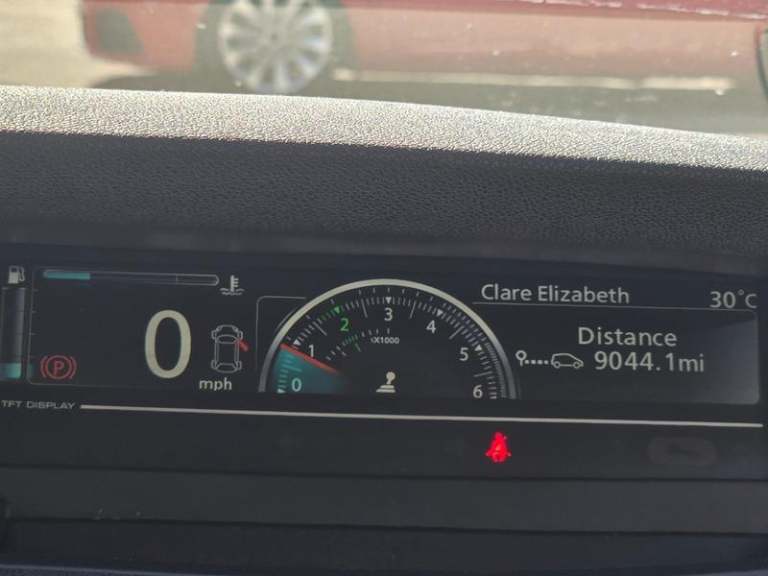 Clare Elizabeth 30°C
Distance
9044.1mi
0
mph
P
0 1 2 3 4 5 6
X1000
TFT DISPLAY